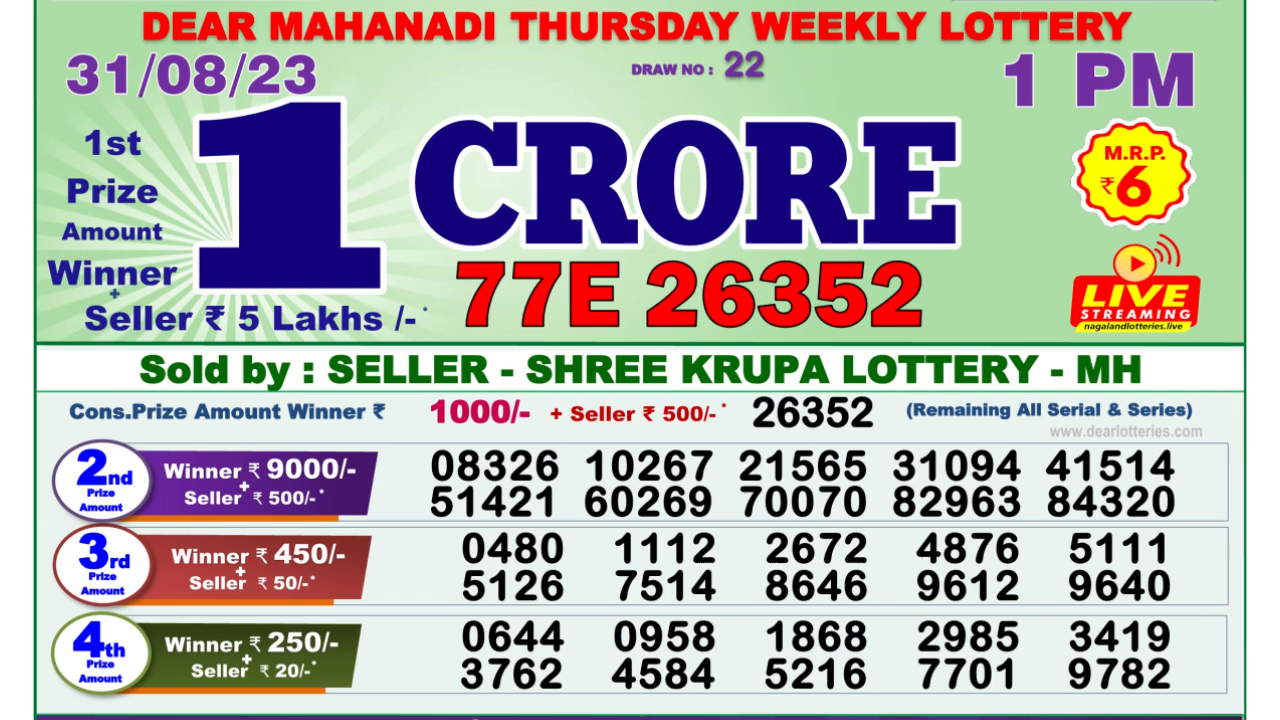 DEAR MAHANADI THURSDAY WEEKLY LOTTERY
31/08/23 DRAW NO : 22 1 PM
1st
Prize
Amount
Winner
+
Seller ₹ 5 Lakhs /- *
1 CRORE
77E 26352
M.R.P.
₹6
LIVE
STREAMING
nagalandlotteries.live
Sold by : SELLER - SHREE KRUPA LOTTERY - MH
Cons.Prize Amount Winner ₹ 1000/- + Seller ₹ 500/- * 26352 (Remaining All Serial & Series)
www.dearlotteries.com
2nd
Prize
Amount
Winner ₹ 9000/-
+
Seller ₹ 500/- *
08326 10267 21565 31094 41514
51421 60269 70070 82963 84320
3rd
Prize
Amount
Winner ₹ 450/-
+
Seller ₹ 50/- *
0480 1112 2672 4876 5111
5126 7514 8646 9612 9640
4th
Prize
Amount
Winner ₹ 250/-
+
Seller ₹ 20/- *
0644 0958 1868 2985 3419
3762 4584 5216 7701 9782